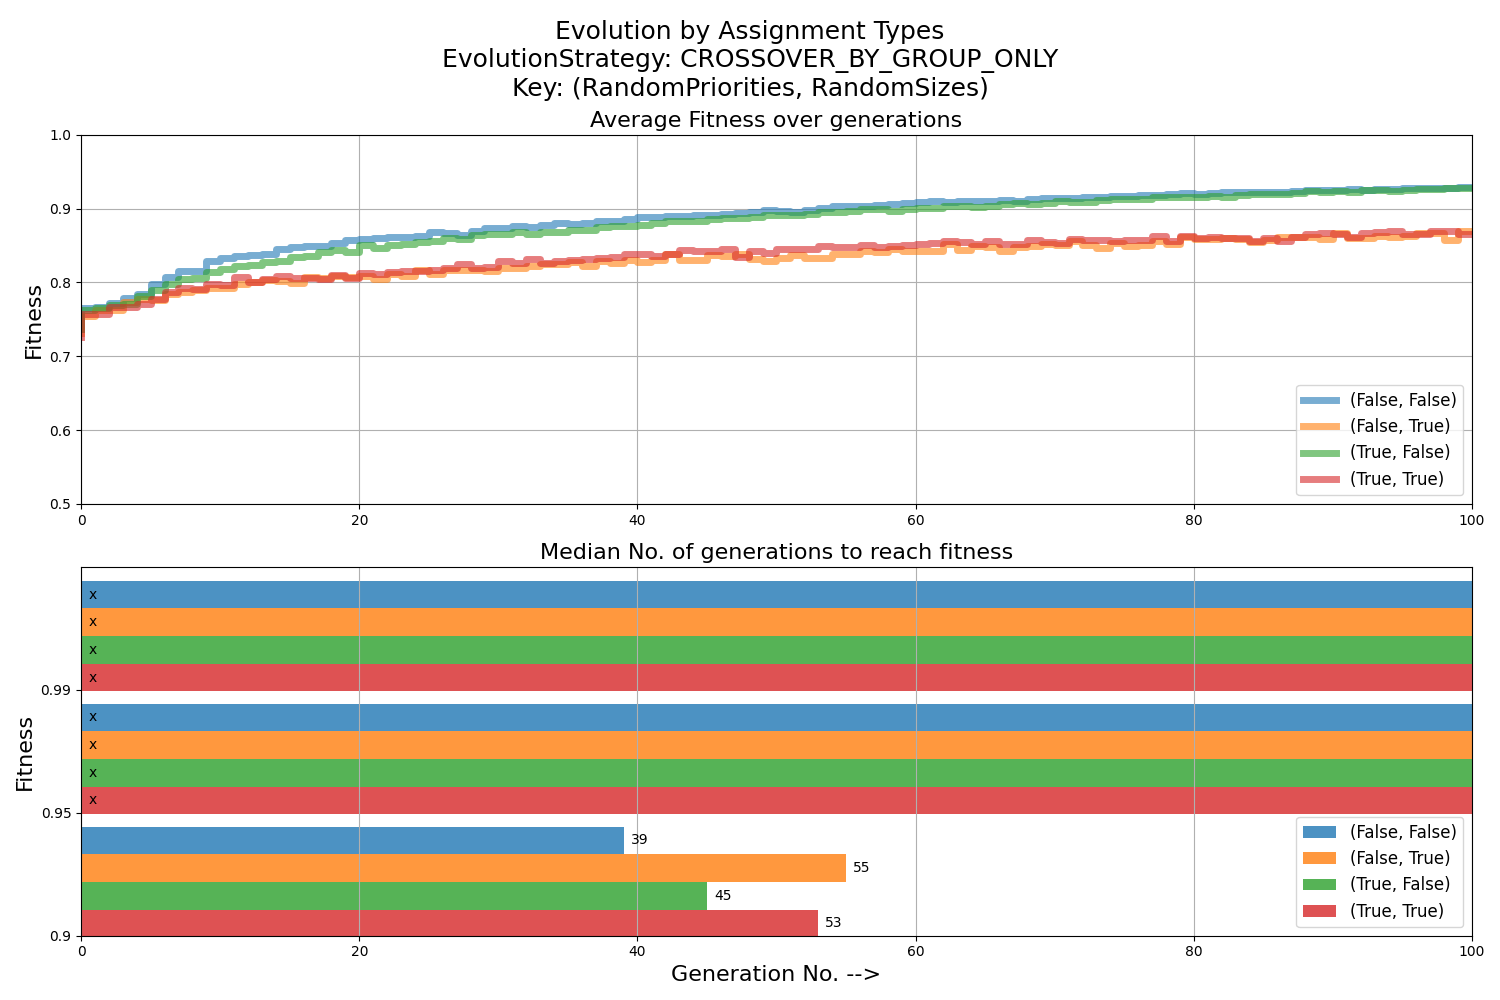 Evolution by Assignment Types
EvolutionStrategy: CROSSOVER_BY_GROUP_ONLY
Key: (RandomPriorities, RandomSizes)
Average Fitness over generations
1.0
0.9
0.8
0.7
0.6
0.5
Fitness
0 20 40 60 80 100
(False, False)
(False, True)
(True, False)
(True, True)
Median No. of generations to reach fitness
x
x
x
x
0.99
x
x
x
x
0.95
Fitness
39
55
45
53
0.9
(False, False)
(False, True)
(True, False)
(True, True)
0 20 40 60 80 100
Generation No. -->